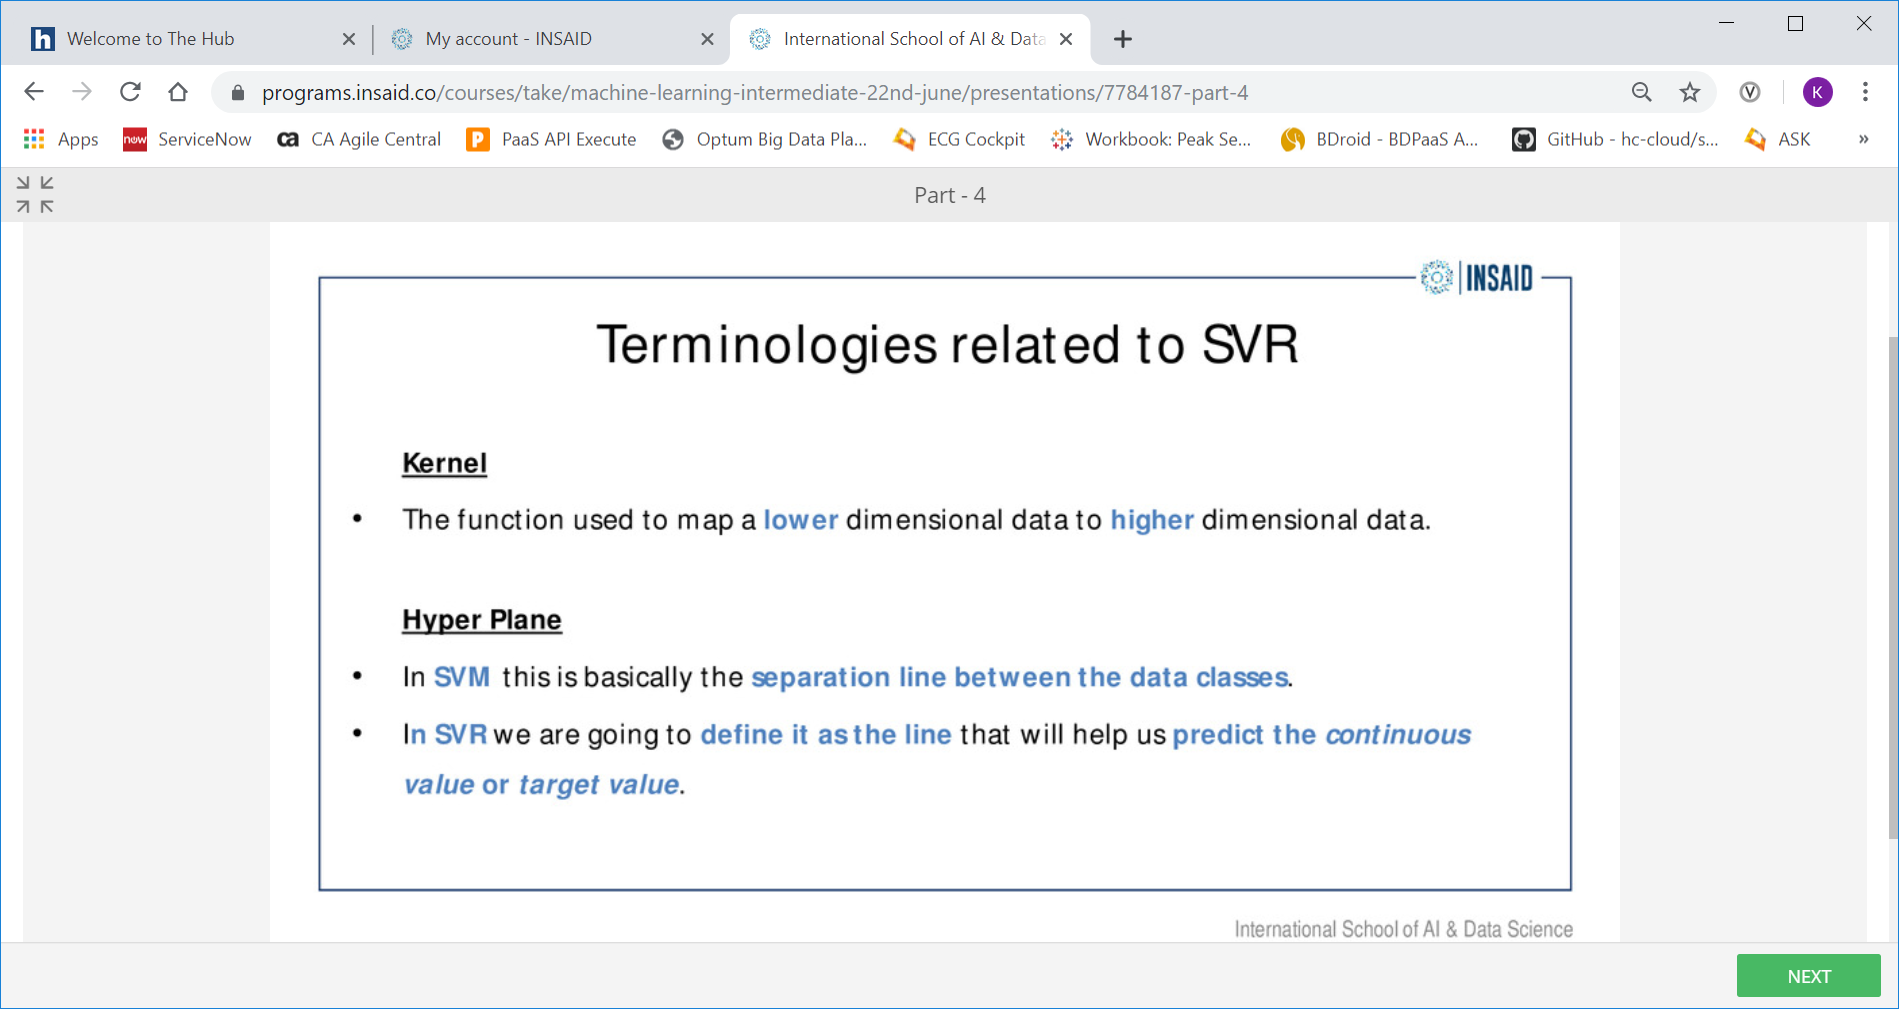 Welcome to The Hub
My account - INSAID
International School of AI & Data
programs.insaid.co/courses/take/machine-learning-intermediate-22nd-june/presentations/7784187-part-4
K
Apps
now ServiceNow
ca CA Agile Central
P PaaS API Execute
Optum Big Data Pla...
ECG Cockpit
Workbook: Peak Se...
BDroid - BDPaaS A...
GitHub - hc-cloud/s...
ASK
»
Part - 4
INSAID
Terminologies related to SVR
Kernel
• The function used to map a lower dimensional data to higher dimensional data.
Hyper Plane
• In SVM this is basically the separation line between the data classes.
• In SVR we are going to define it as the line that will help us predict the continuous
value or target value.
International School of AI & Data Science
NEXT